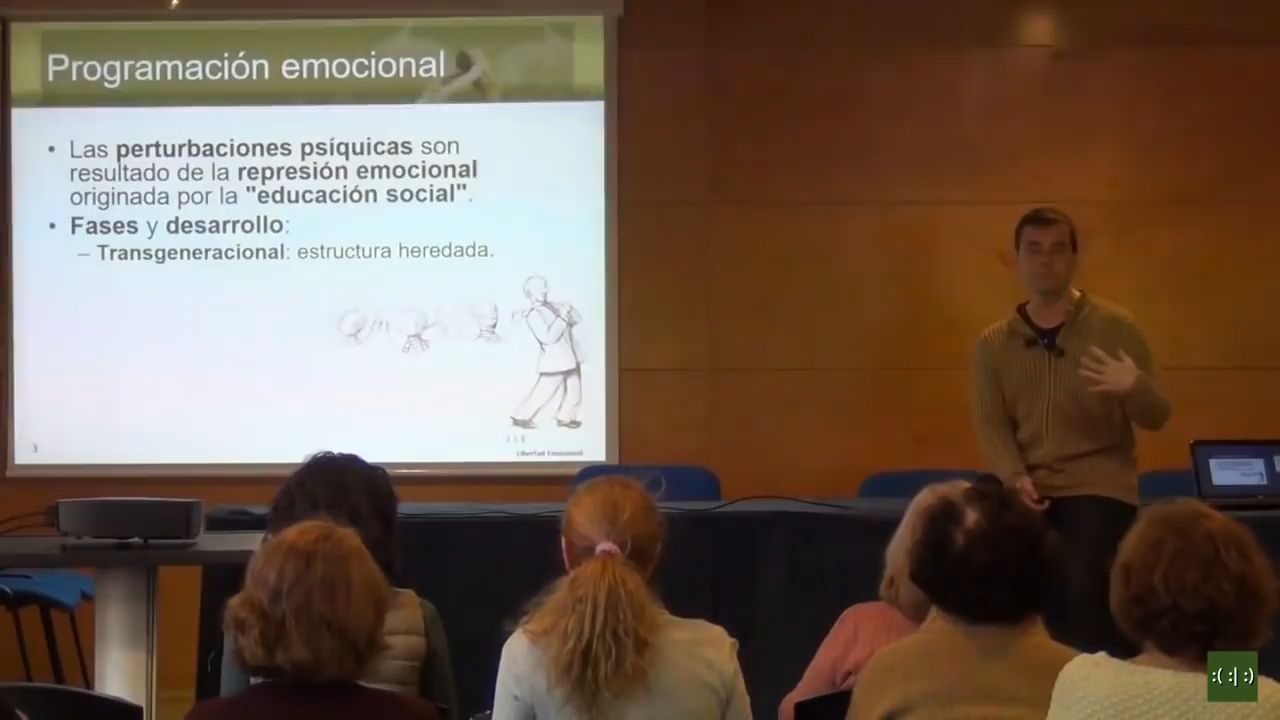 Programación emocional
• Las perturbaciones psíquicas son
resultado de la represión emocional
originada por la "educación social".
• Fases y desarrollo:
– Transgeneracional: estructura heredada.
3
Libertad Emocional
:( :| :)